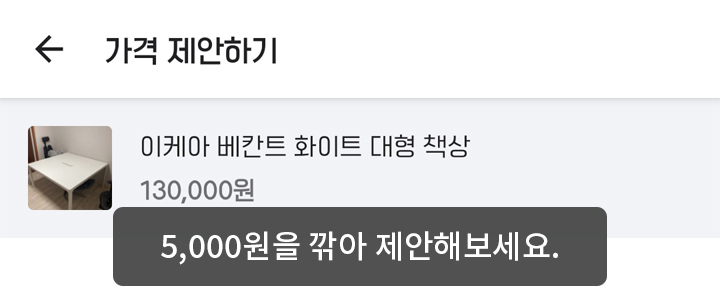 가격 제안하기
이케아 베칸트 화이트 대형 책상
130,000원
5,000원을 깎아 제안해보세요.